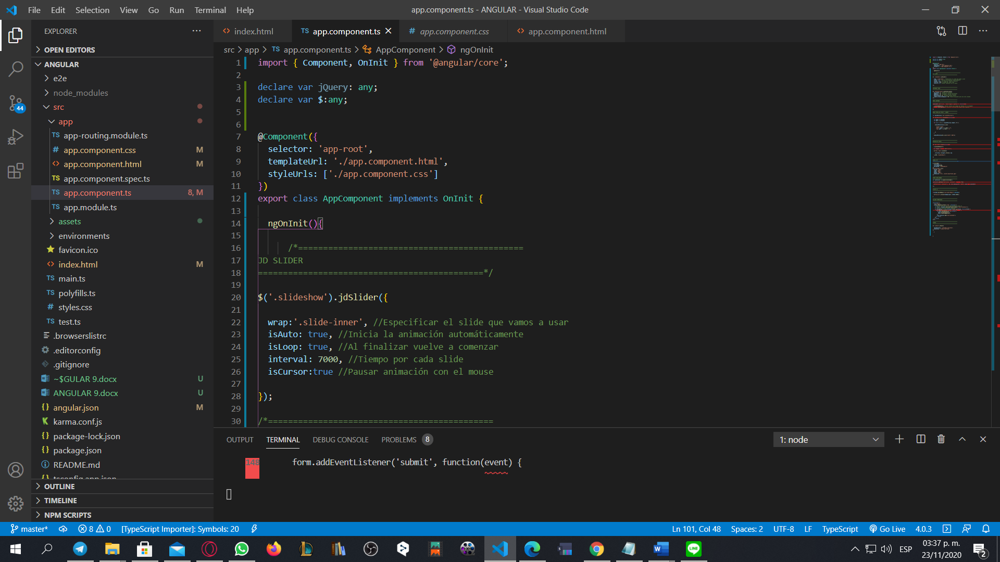 File Edit Selection View Go Run Terminal Help
app.component.ts - ANGULAR - Visual Studio Code
EXPLORER
OPEN EDITORS
ANGULAR
e2e
node_modules
src
app
TS app-routing.module.ts
# app.component.css M
<> app.component.html M
TS app.component.spec.ts
TS app.component.ts 8, M
TS app.module.ts
assets
environments
favicon.ico
<> index.html M
TS main.ts
TS polyfills.ts
# styles.css
TS test.ts
.browserslistrc
.editorconfig
.gitignore
~$GULAR 9.docx U
ANGULAR 9.docx U
{} angular.json M
karma.conf.js
{} package-lock.json
{} package.json
README.md
{} tsconfig.app.json
OUTLINE
TIMELINE
NPM SCRIPTS
44
<> index.html
TS app.component.ts
# app.component.css
<> app.component.html
src > app > TS app.component.ts > AppComponent > ngOnInit
1 import { Component, OnInit } from '@angular/core';
2
3 declare var jQuery: any;
4 declare var $:any;
5
6
7 @Component({
8 selector: 'app-root',
9 templateUrl: './app.component.html',
10 styleUrls: ['./app.component.css']
11 })
12 export class AppComponent implements OnInit {
13
14 ngOnInit(){
15
16 /*=============================================
17 JD SLIDER
18 =============================================*/
19
20 $('.slideshow').jdSlider({
21
22 wrap:'.slide-inner', //Especificar el slide que vamos a usar
23 isAuto: true, //Inicia la animación automáticamente
24 isLoop: true, //Al finalizar vuelve a comenzar
25 interval: 7000, //Tiempo por cada slide
26 isCursor:true //Pausar animación con el mouse
27
28 });
29
30 /*=============================================
OUTPUT TERMINAL DEBUG CONSOLE PROBLEMS 8
1: node
148 form.addEventListener('submit', function(event) {
~~~~~
master* 8 0 [TypeScript Importer]: Symbols: 20
Ln 101, Col 48 Spaces: 2 UTF-8 LF TypeScript Go Live 4.0.3
ESP
03:37 p. m.
23/11/2020
2
LINE